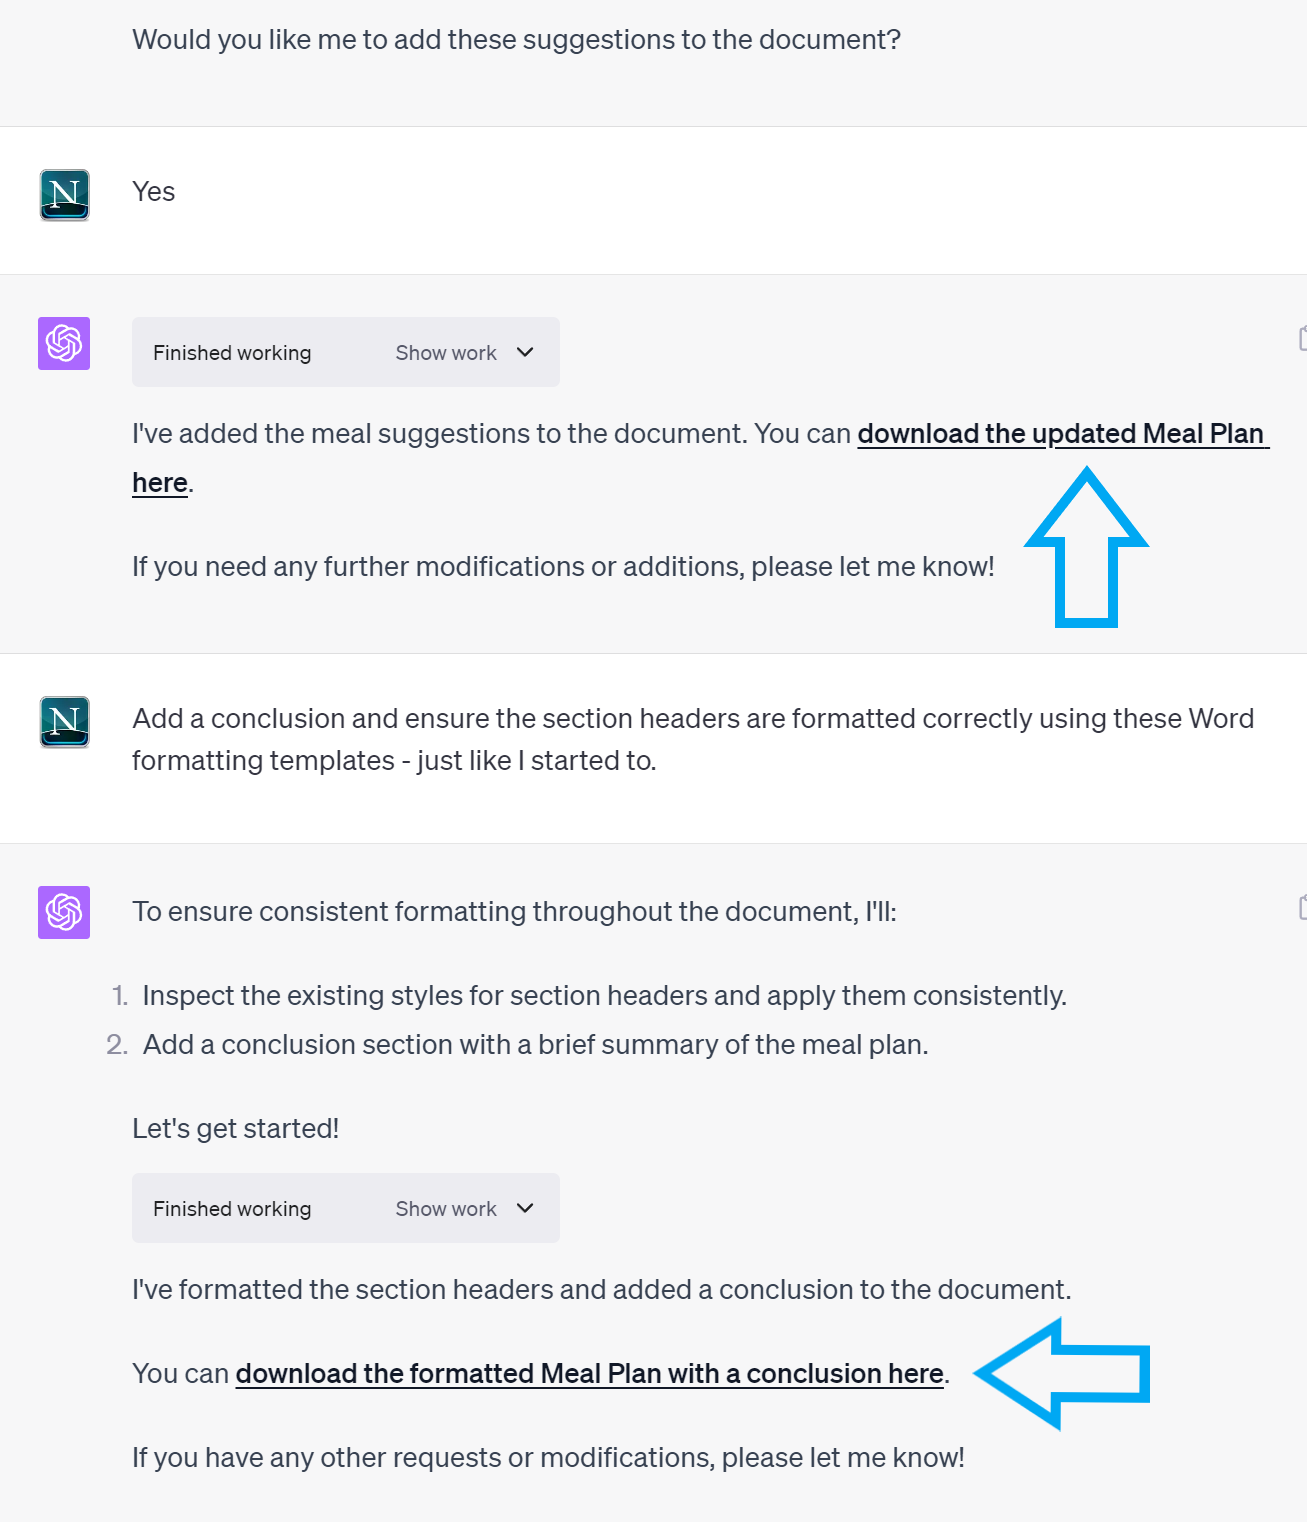 Would you like me to add these suggestions to the document?
N
Yes
Finished working Show work
I've added the meal suggestions to the document. You can download the updated Meal Plan
here.
If you need any further modifications or additions, please let me know!
N
Add a conclusion and ensure the section headers are formatted correctly using these Word
formatting templates - just like I started to.
To ensure consistent formatting throughout the document, I'll:
1. Inspect the existing styles for section headers and apply them consistently.
2. Add a conclusion section with a brief summary of the meal plan.
Let's get started!
Finished working Show work
I've formatted the section headers and added a conclusion to the document.
You can download the formatted Meal Plan with a conclusion here.
If you have any other requests or modifications, please let me know!